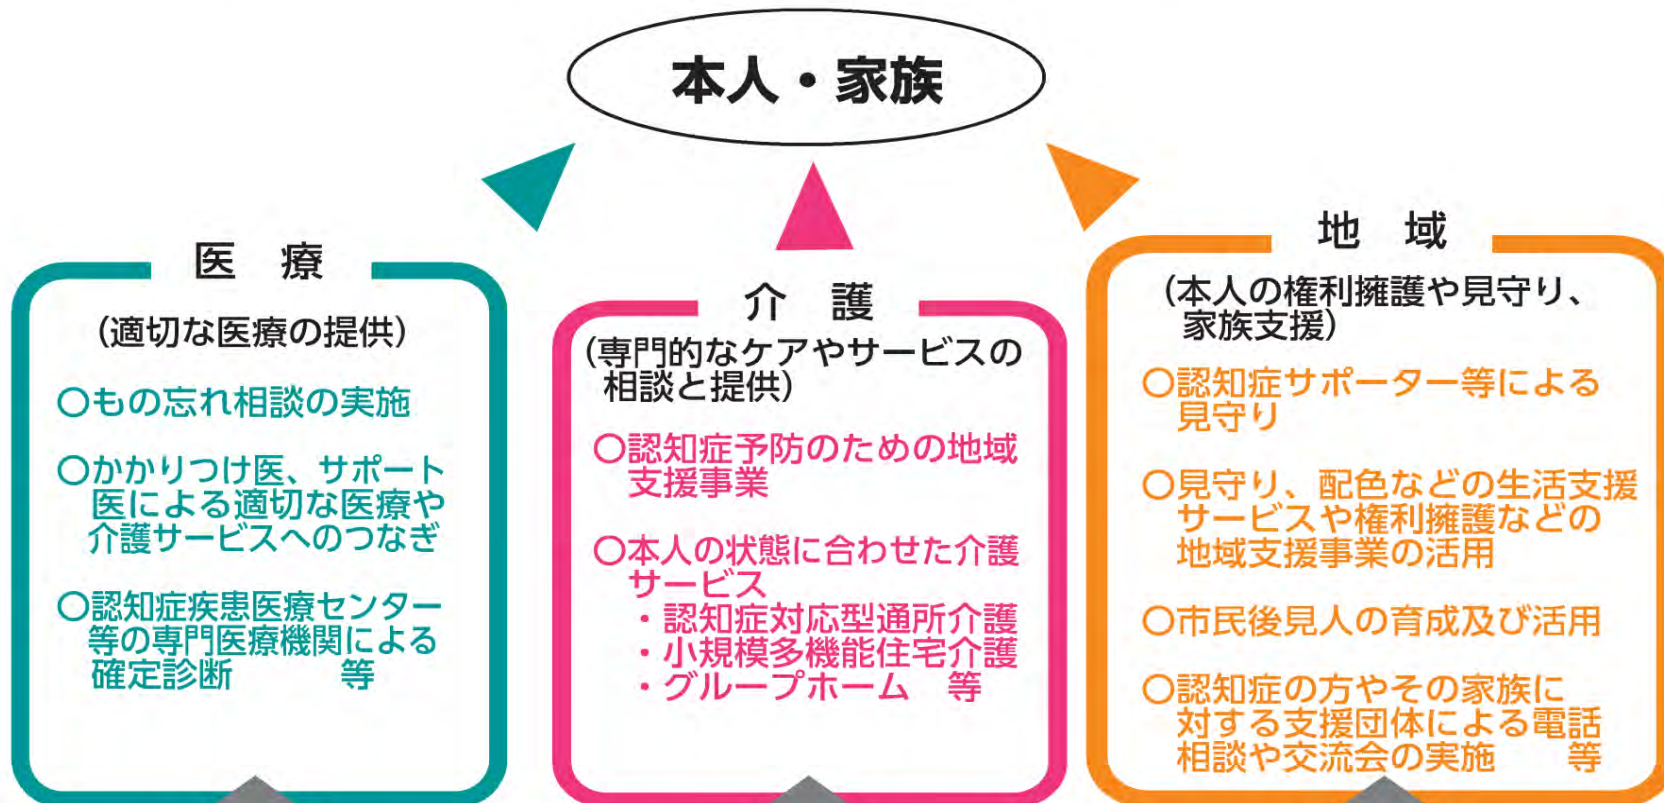 本人・家族
医　療
(適切な医療の提供)
○もの忘れ相談の実施
○かかりつけ医、サポート
医による適切な医療や
介護サービスへのつなぎ
○認知症疾患医療センター
等の専門医療機関による
確定診断　　　等
介　護
(専門的なケアやサービスの
相談と提供)
○認知症予防のための地域
支援事業
○本人の状態に合わせた介護
サービス
・認知症対応型通所介護
・小規模多機能住宅介護
・グループホーム　等
地　域
(本人の権利擁護や見守り、
家族支援)
○認知症サポーター等による
見守り
○見守り、配色などの生活支援
サービスや権利擁護などの
地域支援事業の活用
○市民後見人の育成及び活用
○認知症の方やその家族に
対する支援団体による電話
相談や交流会の実施　　等